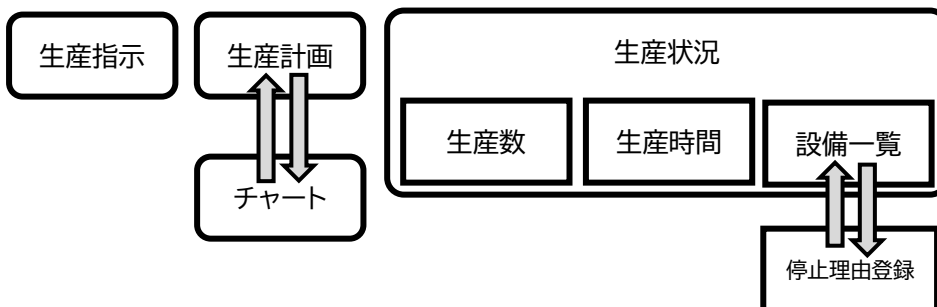 生産指示
生産計画
生産状況
生産数
生産時間
設備一覧
チャート
停止理由登録